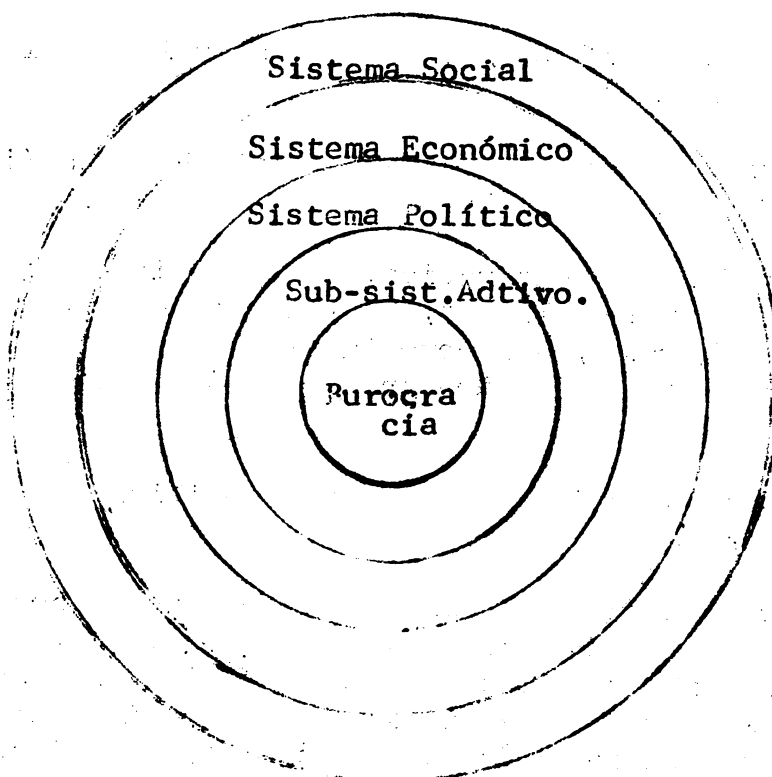 Sistema Social
Sistema Económico
Sistema Político
Sub-sist.Adtivo.
Burocra
cia